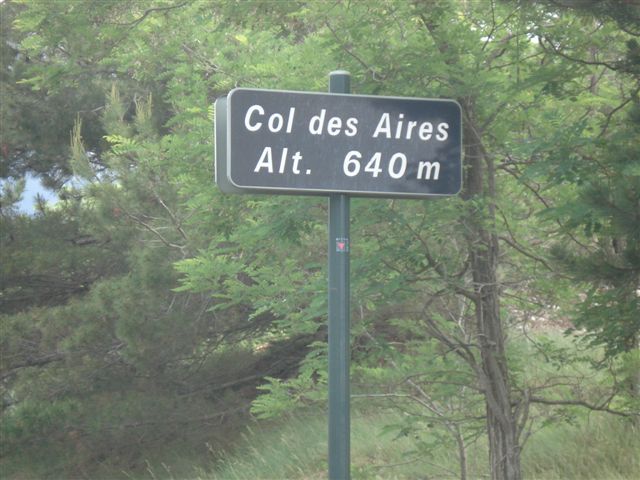 Col des Aires
Alt. 640 m